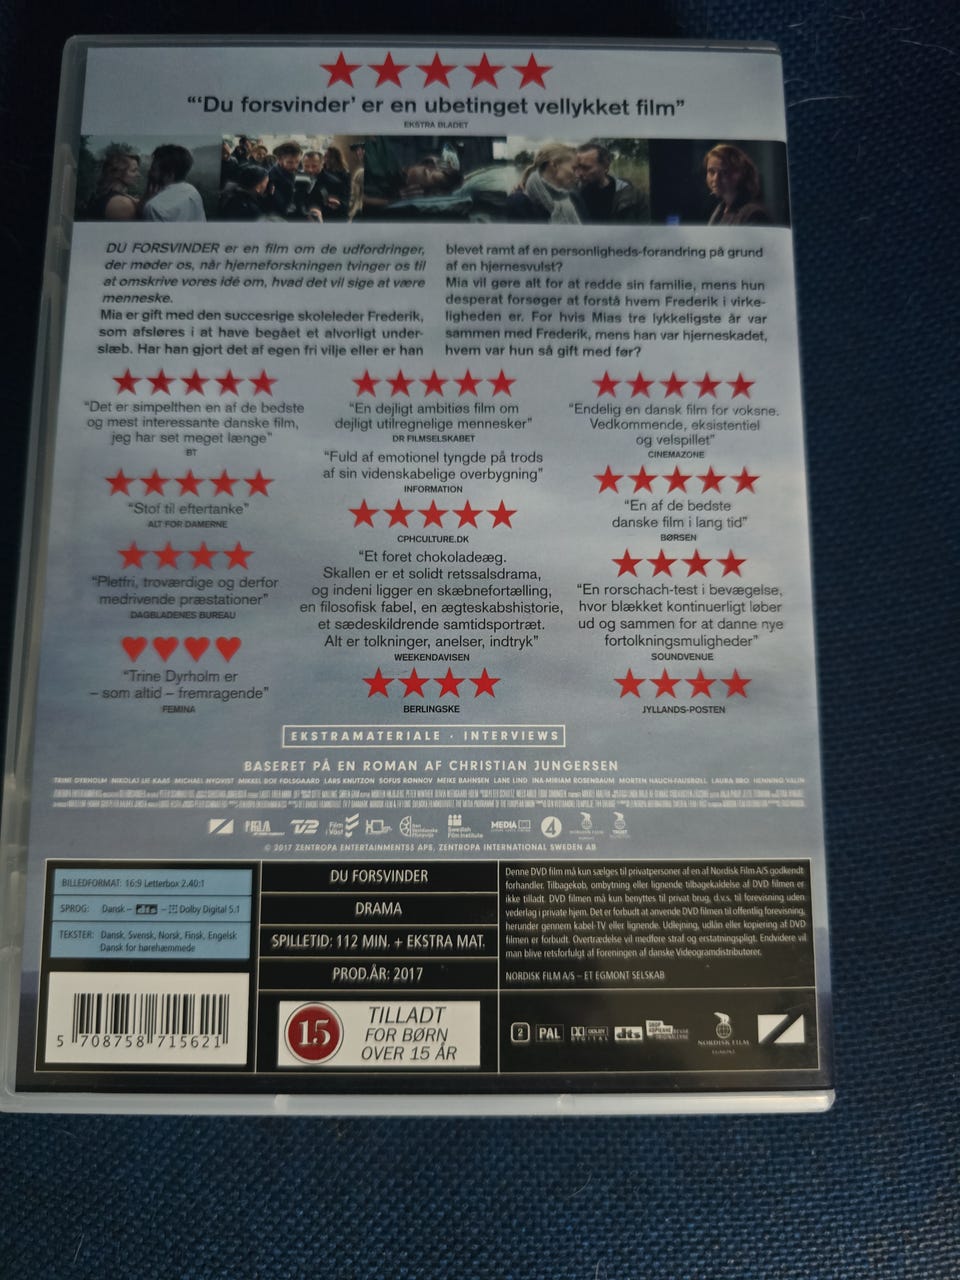 "'Du forsvinder' er en ubetinget vellykket film"
EKSTRA BLADET
DU FORSVINDER er en film om de udfordringer,
der møder os, når hjerneforskningen tvinger os til
at omskrive vores idé om, hvad det vil sige at være
menneske.
Mia er gift med den succesrige skoleleder Frederik,
som afsløres i at have begået et alvorligt under-
slæb. Har han gjort det af egen fri vilje eller er han
blevet ramt af en personligheds-forandring på grund
af en hjernesvulst?
Mia vil gøre alt for at redde sin familie, mens hun
desperat forsøger at forstå hvem Frederik i virke-
ligheden er. For hvis Mias tre lykkeligste år var
sammen med Frederik, mens han var hjerneskadet,
hvem var hun så gift med før?
"Det er simpelthen en af de bedste
og mest interessante danske film,
jeg har set meget længe"
BT
"Stof til eftertanke"
ALT FOR DAMERNE
"Pletfri, troværdige og derfor
medrivende præstationer"
DAGBLADENES BUREAU
"Trine Dyrholm er
– som altid – fremragende"
FEMINA
"En dejligt ambitiøs film om
dejligt utilregnelige mennesker"
DR FILMSELSKABET
"Fuld af emotionel tyngde på trods
af sin videnskabelige overbygning"
INFORMATION
CPHCULTURE.DK
"Et foret chokoladeæg.
Skallen er et solidt retssalsdrama,
og indeni ligger en skæbnefortælling,
en filosofisk fabel, en ægteskabshistorie,
et sædeskildrende samtidsportræt.
Alt er tolkninger, anelser, indtryk"
WEEKENDAVISEN
BERLINGSKE
"Endelig en dansk film for voksne.
Vedkommende, eksistentiel
og velspillet"
CINEMAZONE
"En af de bedste
danske film i lang tid"
BØRSEN
"En rorschach-test i bevægelse,
hvor blækket kontinuerligt løber
ud og sammen for at danne nye
fortolkningsmuligheder"
SOUNDVENUE
JYLLANDS-POSTEN
EKSTRAMATERIALE · INTERVIEWS
BASERET PÅ EN ROMAN AF CHRISTIAN JUNGERSEN
TRINE DYRHOLM NIKOLAJ LIE KAAS MICHAEL NYQVIST MIKKEL BOE FØLSGAARD LARS KNUTZON SOFUS RØNNOV MEIKE BAHNSEN LANE LIND INA-MIRIAM ROSENBAUM MORTEN HAUCH-FAUSBØLL LAURA BRO HENNING VALIN
TV2
Film i Väst
Svenska Film Institutet
MEDIA
4
© 2017 ZENTROPA ENTERTAINMENTS5 APS, ZENTROPA INTERNATIONAL SWEDEN AB
BILLEDFORMAT: 16:9 Letterbox 2.40:1
SPROG: Dansk – dts – Dolby Digital 5.1
TEKSTER: Dansk, Svensk, Norsk, Finsk, Engelsk
Dansk for hørehæmmede
5 708758 715621
DU FORSVINDER
DRAMA
SPILLETID: 112 MIN. + EKSTRA MAT.
PROD.ÅR: 2017
15
TILLADT
FOR BØRN
OVER 15 ÅR
Denne DVD film må kun sælges til privatpersoner af en af Nordisk Film A/S godkendt
forhandler. Tilbagekøb, ombytning eller lignende tilbagekaldelse af DVD filmen er
ikke tilladt. DVD filmen må kun benyttes til privat brug, d.v.s. til forevisning uden
vederlag i private hjem. Det er forbudt at anvende DVD filmen til offentlig forevisning,
herunder gennem kabel-TV eller lignende. Udlejning, udlån eller kopiering af DVD
filmen er forbudt. Overtrædelse vil medføre straf og erstatningspligt. Endvidere vil
man blive retsforfulgt af Foreningen af danske Videogramdistributører.
NORDISK FILM A/S – ET EGMONT SELSKAB
2
PAL
DOLBY
DIGITAL
dts
NORDISK FILM